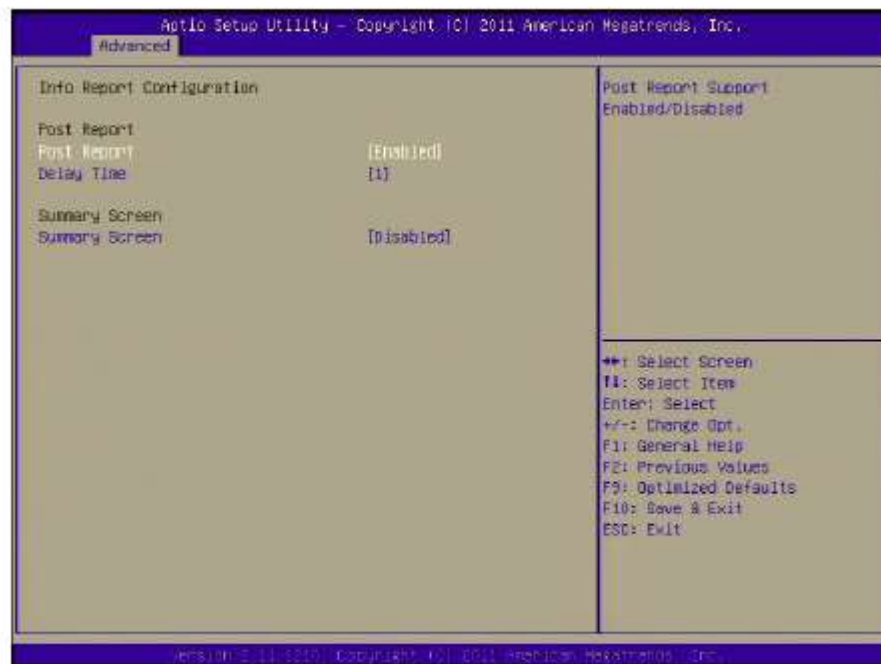 Aptio Setup Utility – Copyright (C) 2011 American Megatrends, Inc.
Advanced
Info Report Configuration
Post Report
Post Report [Enabled]
Delay Time [1]
Summary Screen
Summary Screen [Disabled]
Post Report Support
Enabled/Disabled
→←: Select Screen
↑↓: Select Item
Enter: Select
+/-: Change Opt.
F1: General Help
F2: Previous Values
F9: Optimized Defaults
F10: Save & Exit
ESC: Exit
Version Copyright (C) 2011 American Megatrends, Inc.